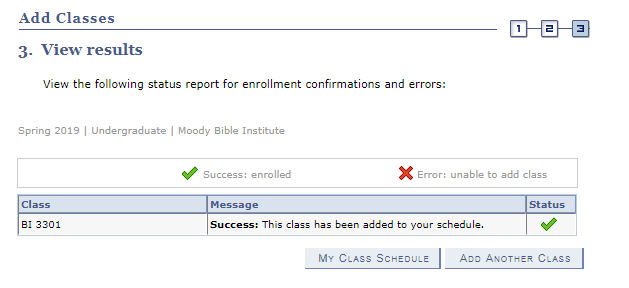 Add Classes
1 2 3
3. View results
View the following status report for enrollment confirmations and errors:
Spring 2019 | Undergraduate | Moody Bible Institute
Success: enrolled Error: unable to add class
Class Message Status
BI 3301 Success: This class has been added to your schedule.
My Class Schedule Add Another Class